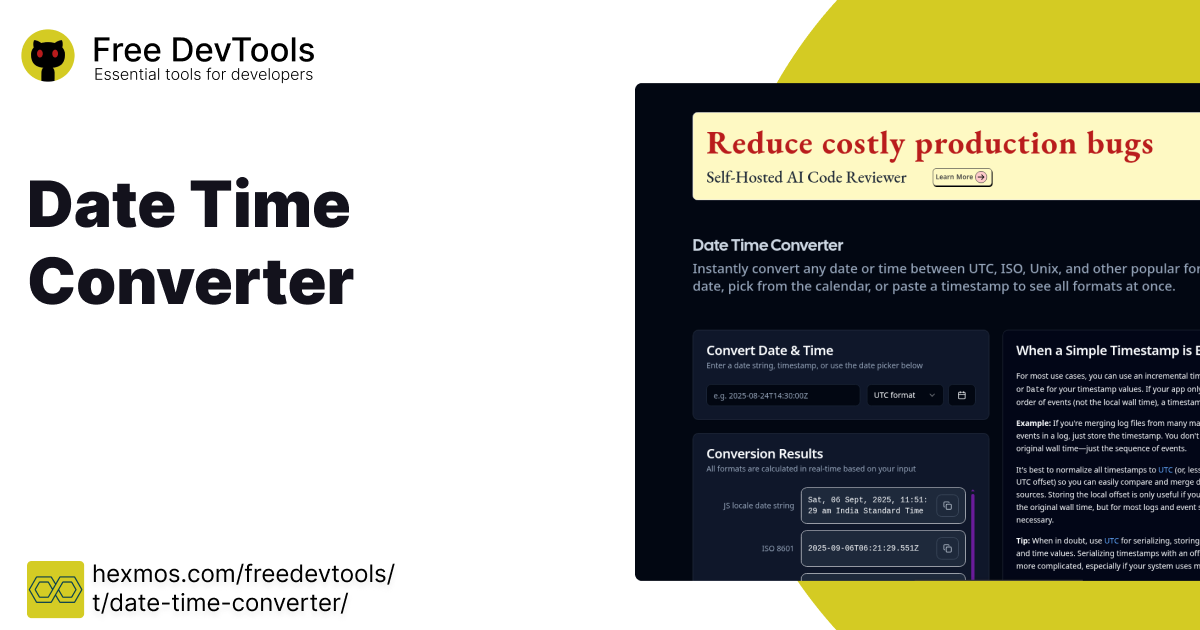 Free DevTools
Essential tools for developers
Date Time
Converter
hexmos.com/freedevtools/
t/date-time-converter/
Reduce costly production bugs
Self-Hosted AI Code Reviewer
Learn More
Date Time Converter
Instantly convert any date or time between UTC, ISO, Unix, and other popular
date, pick from the calendar, or paste a timestamp to see all formats at once.
Convert Date & Time
Enter a date string, timestamp, or use the date picker below
e.g. 2025-08-24T14:30:00Z
UTC format
Conversion Results
All formats are calculated in real-time based on your input
JS locale date string
Sat, 06 Sept, 2025, 11:51:
29 am India Standard Time
ISO 8601
2025-09-06T06:21:29.551Z
When a Simple Timestamp is
For most use cases, you can use an incremental
or Date for your timestamp values. If your app only
order of events (not the local wall time), a
Example: If you're merging log files from many
events in a log, just store the timestamp. You don't
original wall time—just the sequence of events.
It's best to normalize all timestamps to UTC (or,
UTC offset) so you can easily compare and merge
sources. Storing the local offset is only useful if
the original wall time, but for most logs and event
necessary.
Tip: When in doubt, use UTC for serializing,
and time values. Serializing timestamps with an
more complicated, especially if your system uses